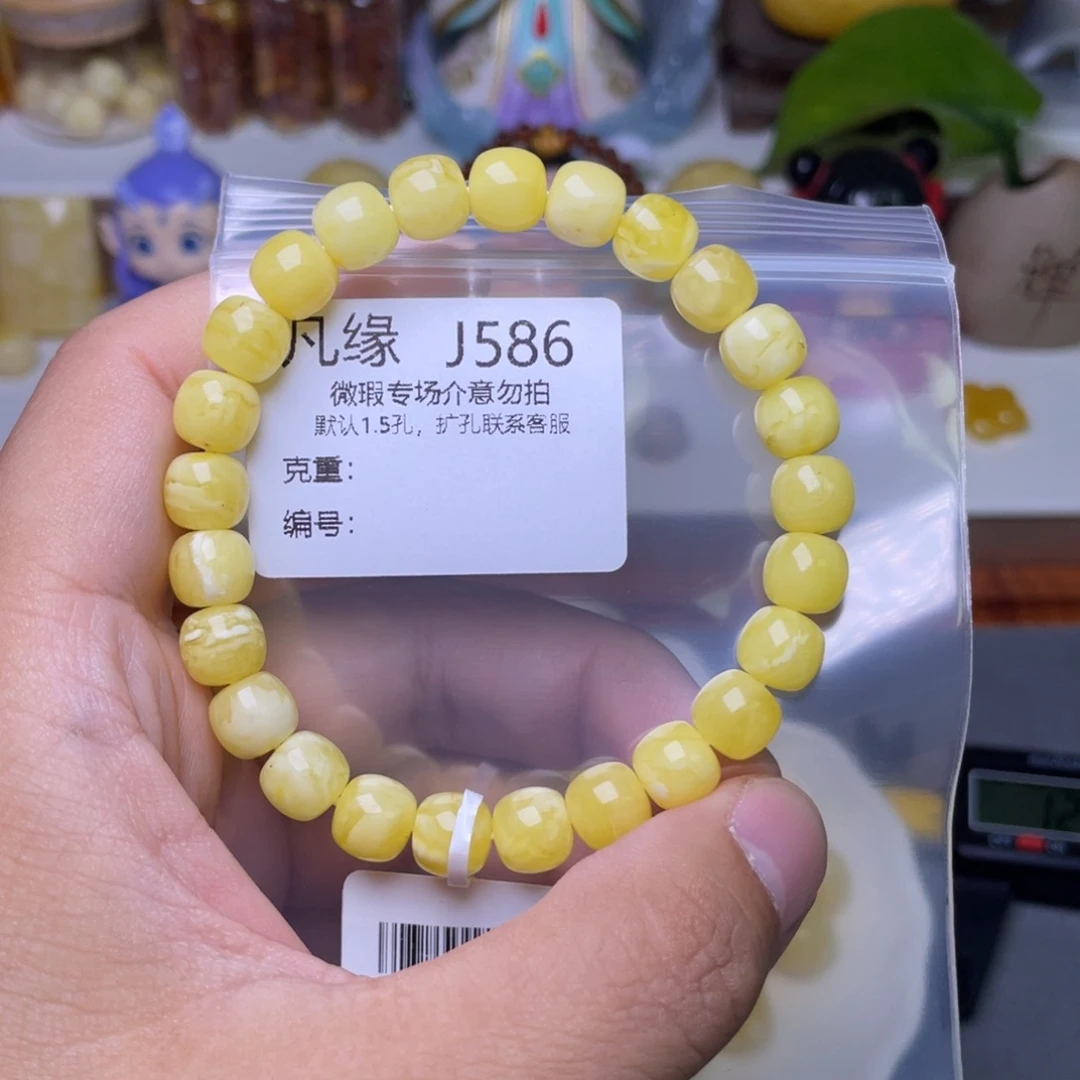 凡缘 J586
微瑕专场介意勿拍
默认1.5孔，扩孔联系客服
克重：
编号：